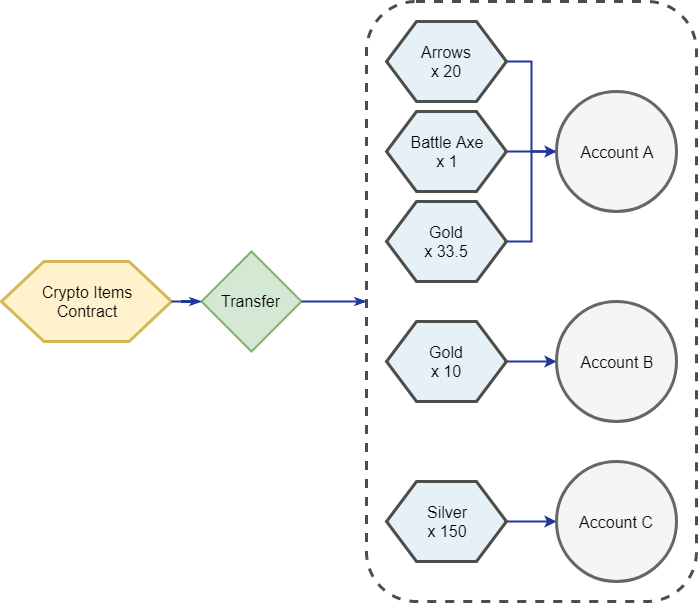 Arrows
x 20
Battle Axe
x 1
Account A
Gold
x 33.5
Crypto Items
Contract
Transfer
Gold
x 10
Account B
Silver
x 150
Account C